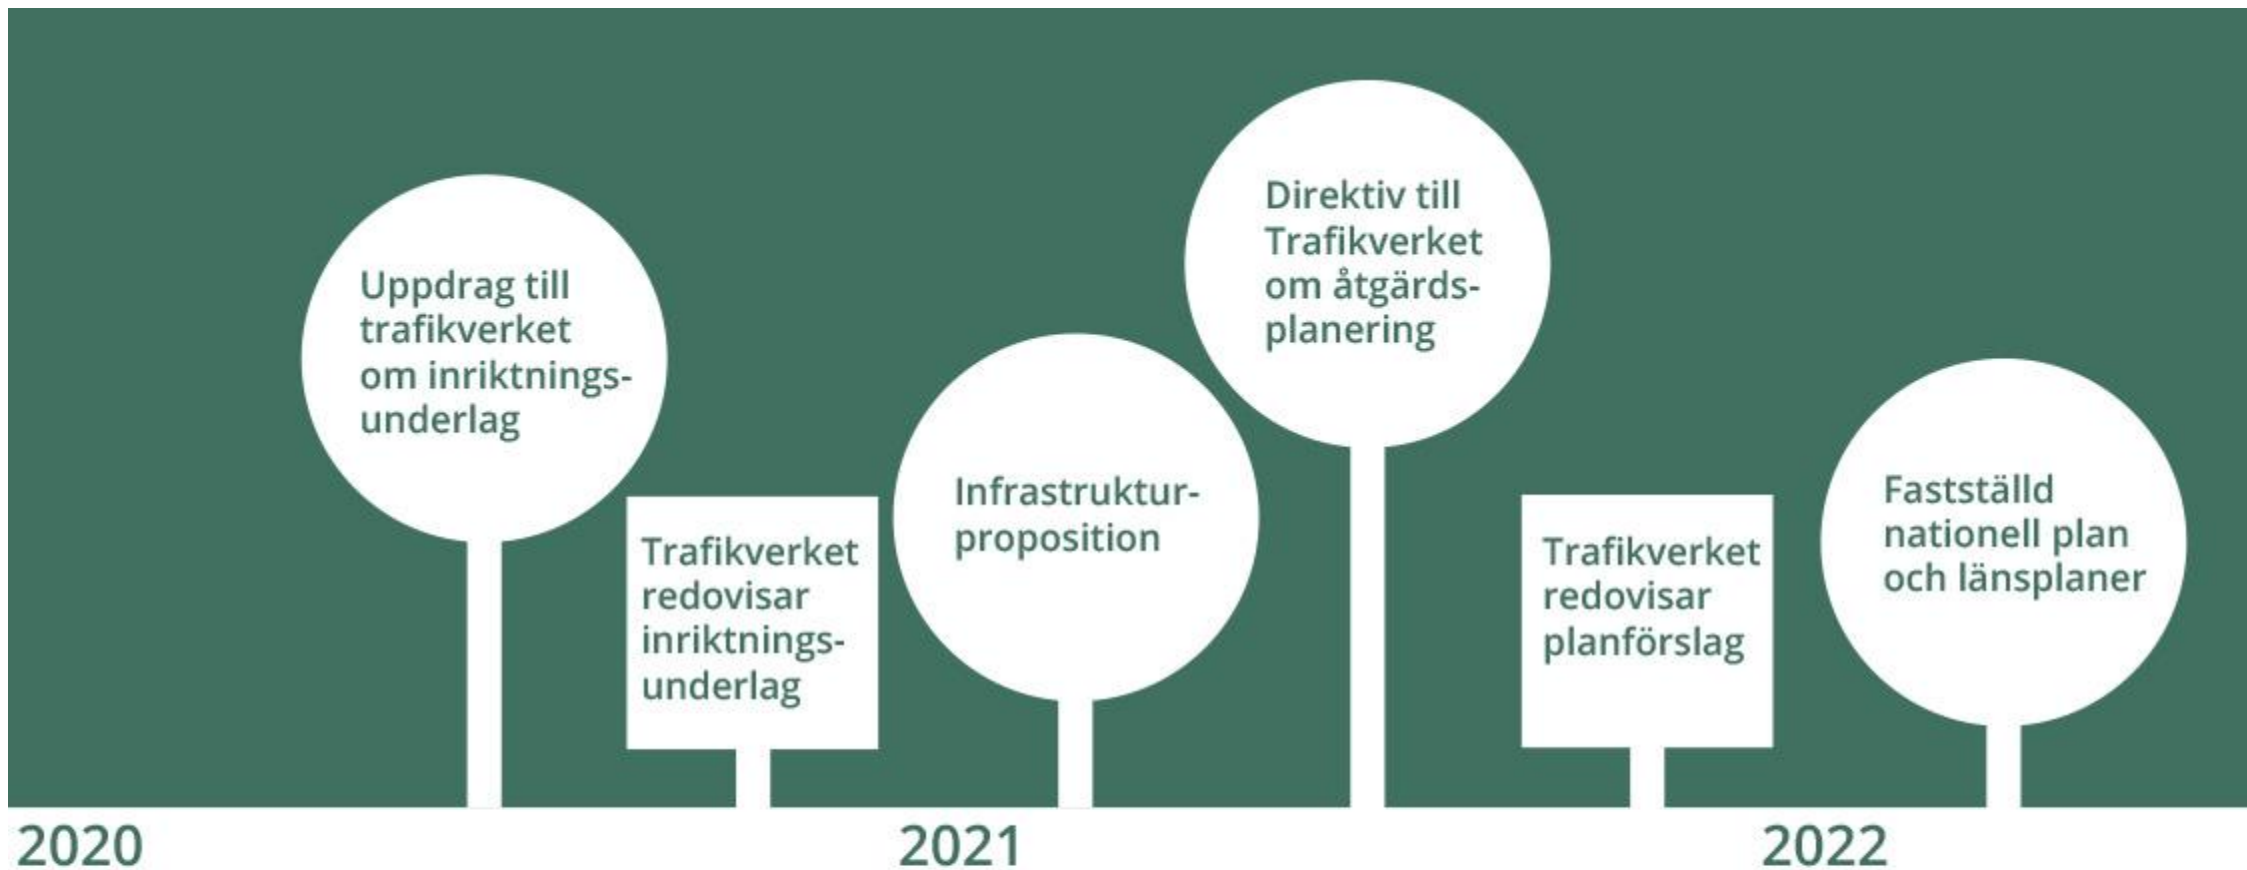 Uppdrag till
trafikverket
om inriktnings-
underlag
Trafikverket
redovisar
inriktnings-
underlag
Infrastruktur-
proposition
Direktiv till
Trafikverket
om åtgärds-
planering
Trafikverket
redovisar
planförslag
Fastställd
nationell plan
och länsplaner
2020
2021
2022